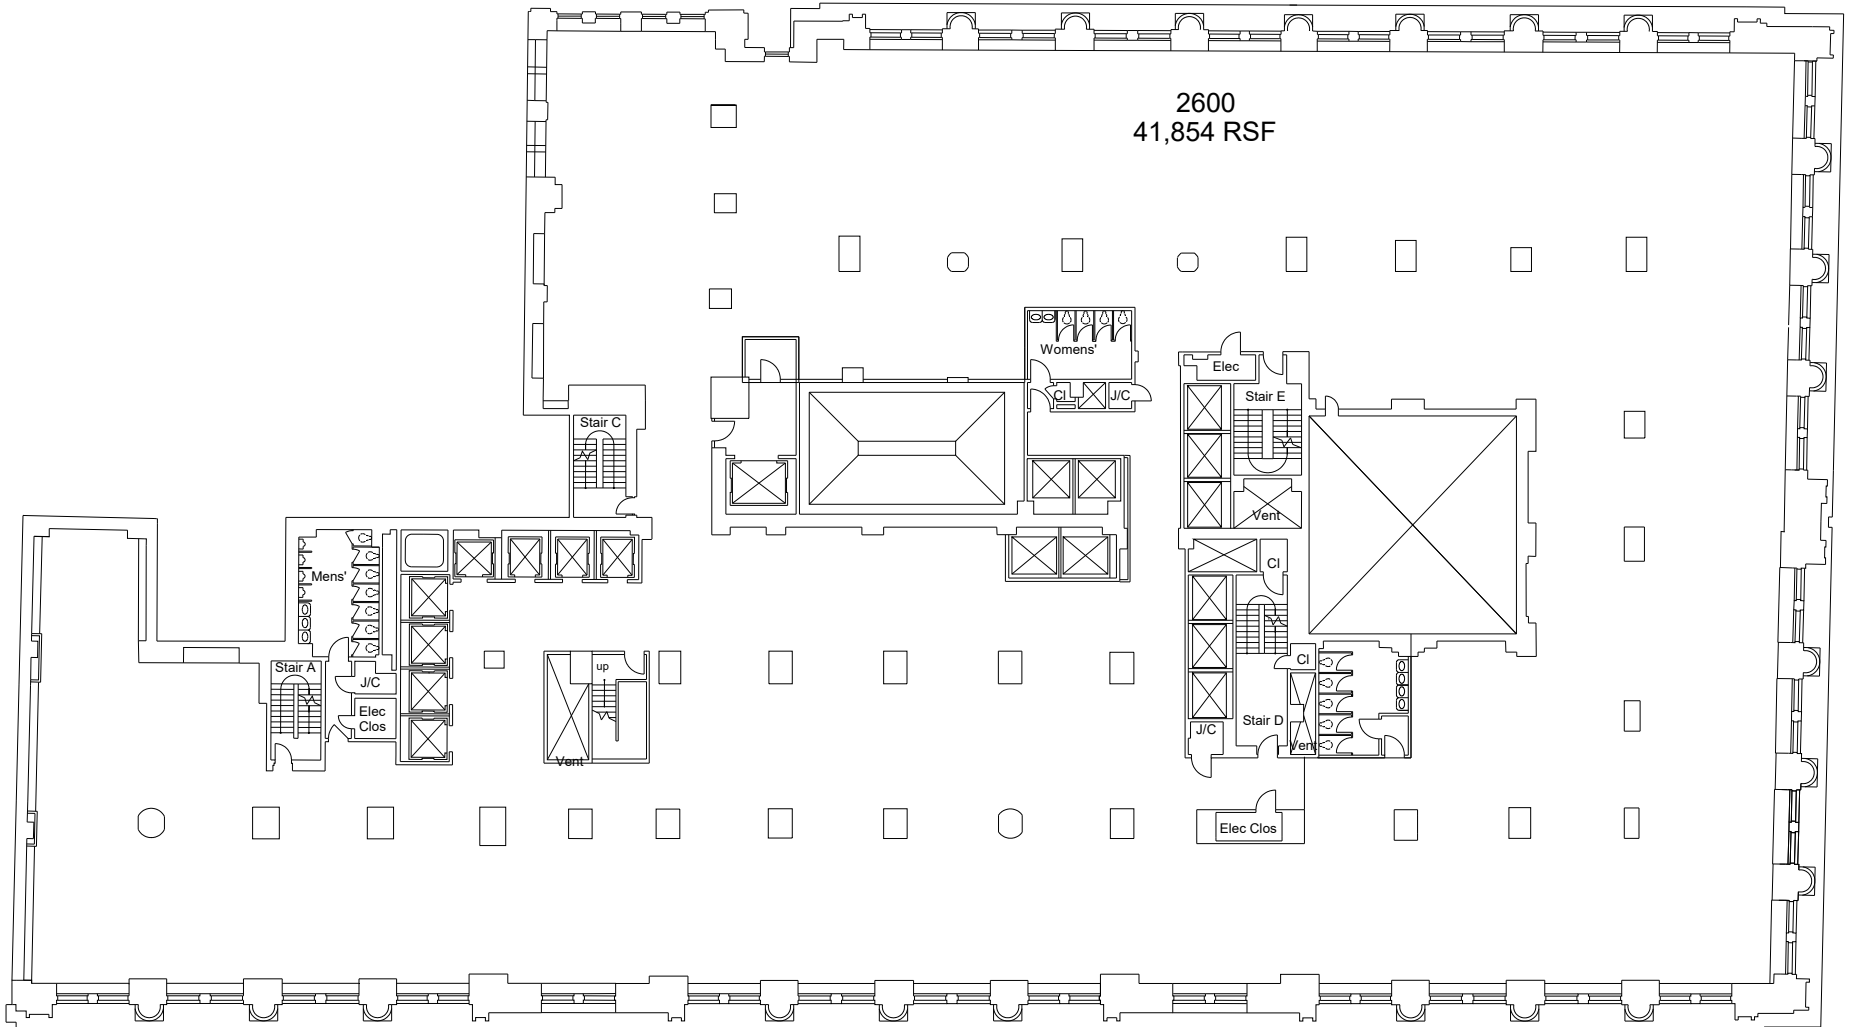 2600
41,854 RSF
Womens'
Elec
Cl
J/C
Stair E
Stair C
Vent
Cl
Mens'
Stair A
up
Cl
J/C
Elec
Clos
Stair D
J/C
Vent
Vent
Elec Clos